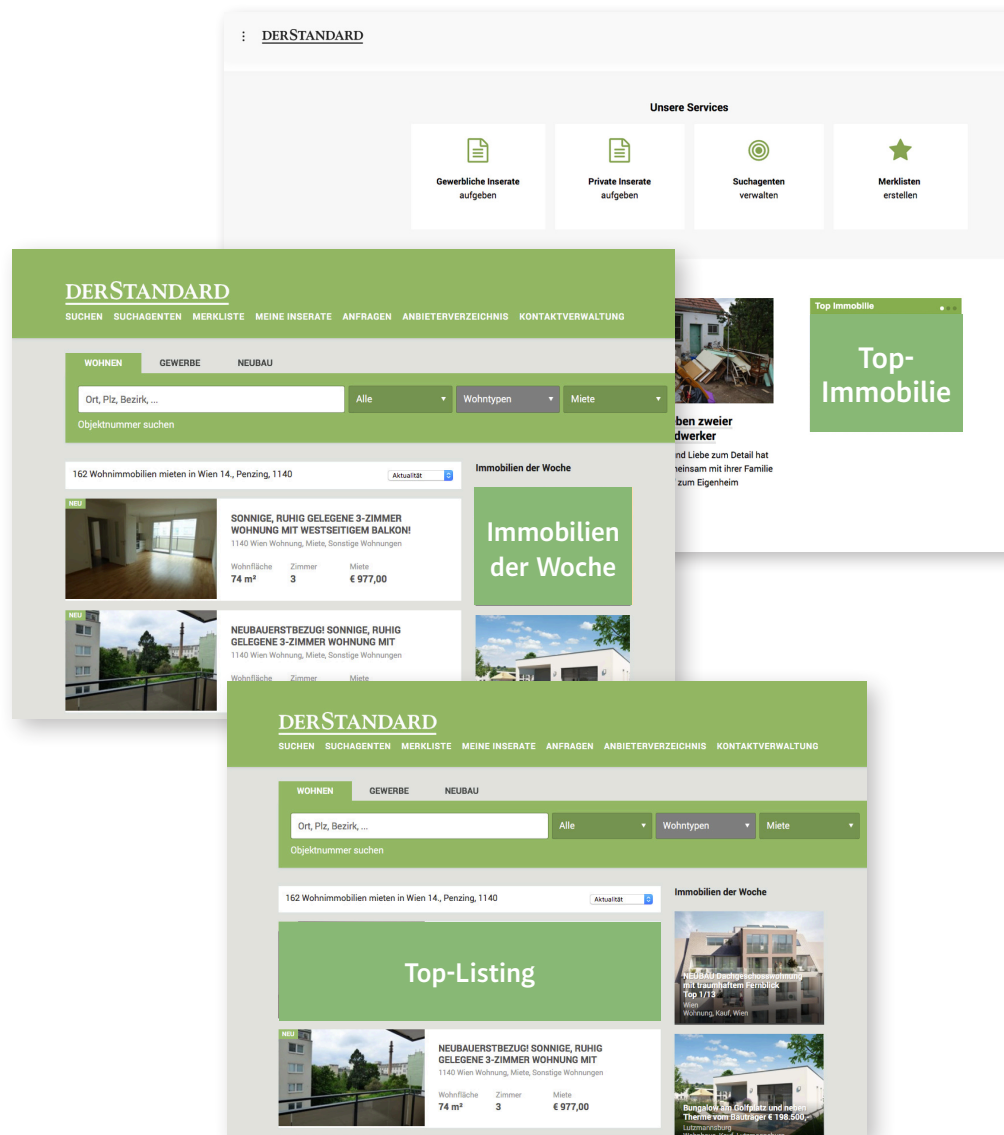 DERSTANDARD
Unsere Services
Gewerbliche Inserate
aufgeben
Private Inserate
aufgeben
Suchagenten
verwalten
Merklisten
erstellen
ben zweier
dwerker
nd Liebe zum Detail hat
neinsam mit ihrer Familie
zum Eigenheim
Top Immobilie
Top-
Immobilie
DERSTANDARD
SUCHEN SUCHAGENTEN MERKLISTE MEINE INSERATE ANFRAGEN ANBIETERVERZEICHNIS KONTAKTVERWALTUNG
WOHNEN GEWERBE NEUBAU
Ort, Plz, Bezirk, ... Alle Wohntypen Miete
Objektnummer suchen
162 Wohnimmobilien mieten in Wien 14., Penzing, 1140 Aktualität
NEU
SONNIGE, RUHIG GELEGENE 3-ZIMMER
WOHNUNG MIT WESTSEITIGEM BALKON!
1140 Wien Wohnung, Miete, Sonstige Wohnungen
Wohnfläche Zimmer Miete
74 m² 3 € 977,00
NEU
NEUBAUERSTBEZUG! SONNIGE, RUHIG
GELEGENE 3-ZIMMER WOHNUNG MIT
1140 Wien Wohnung, Miete, Sonstige Wohnungen
Wohnfläche Zimmer Miete
Immobilien der Woche
Immobilien
der Woche
DERSTANDARD
SUCHEN SUCHAGENTEN MERKLISTE MEINE INSERATE ANFRAGEN ANBIETERVERZEICHNIS KONTAKTVERWALTUNG
WOHNEN GEWERBE NEUBAU
Ort, Plz, Bezirk, ... Alle Wohntypen Miete
Objektnummer suchen
162 Wohnimmobilien mieten in Wien 14., Penzing, 1140 Aktualität
Top-Listing
NEU
NEUBAUERSTBEZUG! SONNIGE, RUHIG
GELEGENE 3-ZIMMER WOHNUNG MIT
1140 Wien Wohnung, Miete, Sonstige Wohnungen
Wohnfläche Zimmer Miete
74 m² 3 € 977,00
Immobilien der Woche
NEUBAU Dachgeschosswohnung
mit traumhaftem Fernblick
Top 1/13
Wien
Wohnung, Kauf, Wien
Bungalow am Golfplatz und neuen
Therme vom Bauträger € 198.500,-
Lutzmannsburg